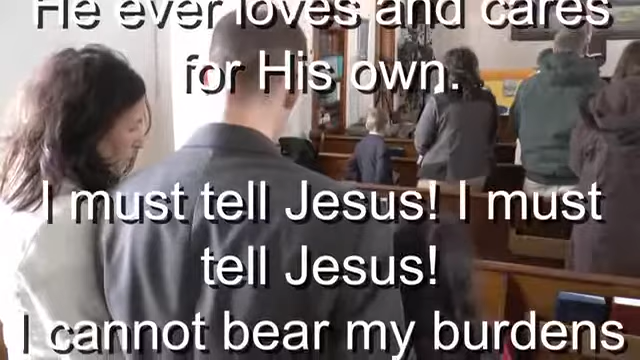 He ever loves and cares
for His own.
I must tell Jesus! I must
tell Jesus!
I cannot bear my burdens